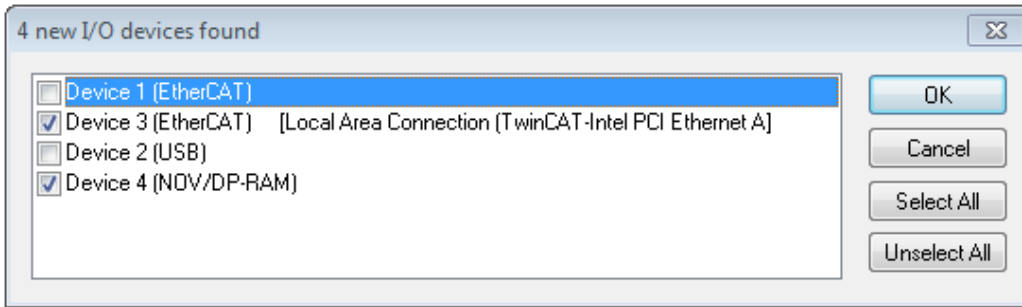 4 new I/O devices found
Device 1 (EtherCAT)
Device 3 (EtherCAT) [Local Area Connection (TwinCAT-Intel PCI Ethernet A]
Device 2 (USB)
Device 4 (NOV/DP-RAM)
OK
Cancel
Select All
Unselect All